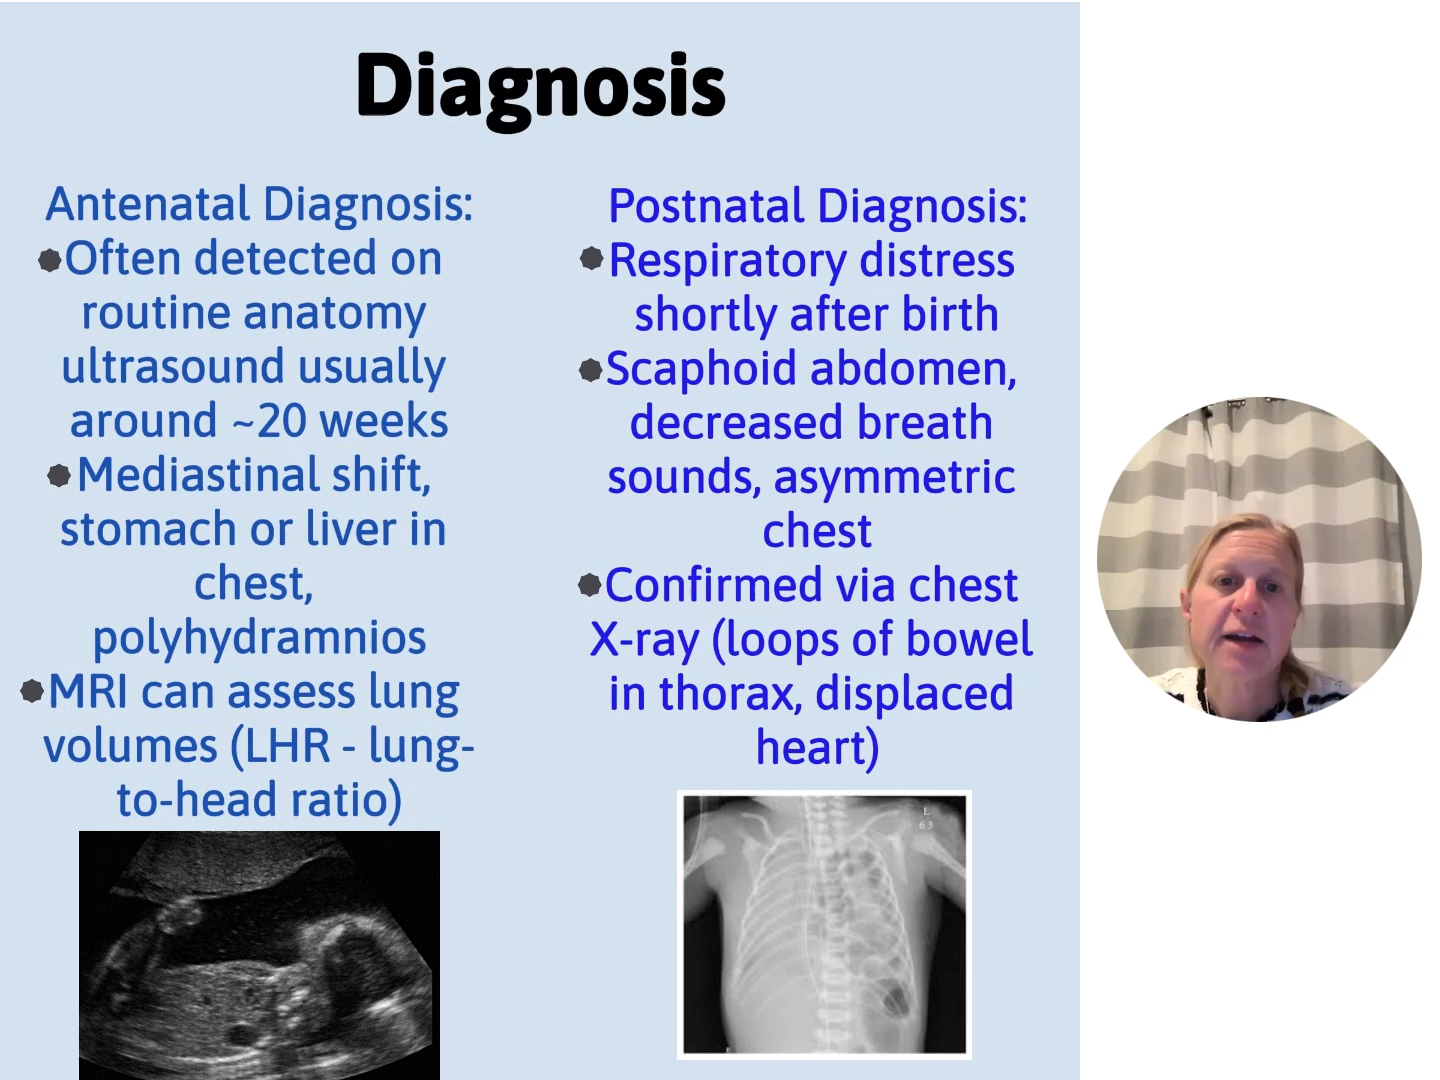 Diagnosis
Antenatal Diagnosis:
Often detected on
routine anatomy
ultrasound usually
around ~20 weeks
Mediastinal shift,
stomach or liver in
chest,
polyhydramnios
MRI can assess lung
volumes (LHR - lung-
to-head ratio)
Postnatal Diagnosis:
Respiratory distress
shortly after birth
Scaphoid abdomen,
decreased breath
sounds, asymmetric
chest
Confirmed via chest
X-ray (loops of bowel
in thorax, displaced
heart)
L